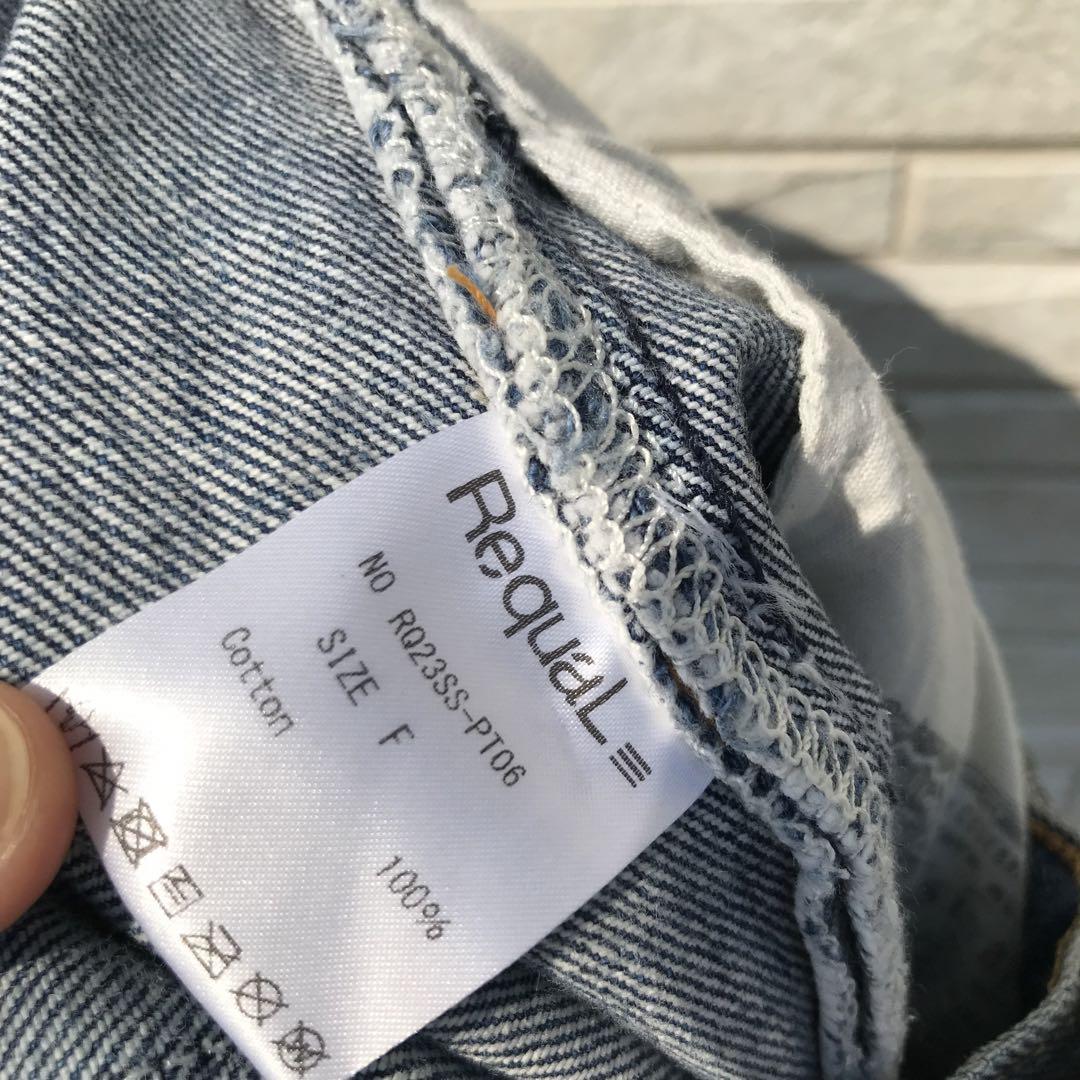 RequaL≡
NO RQ23SS-PT06
SIZE F
Cotton 100%